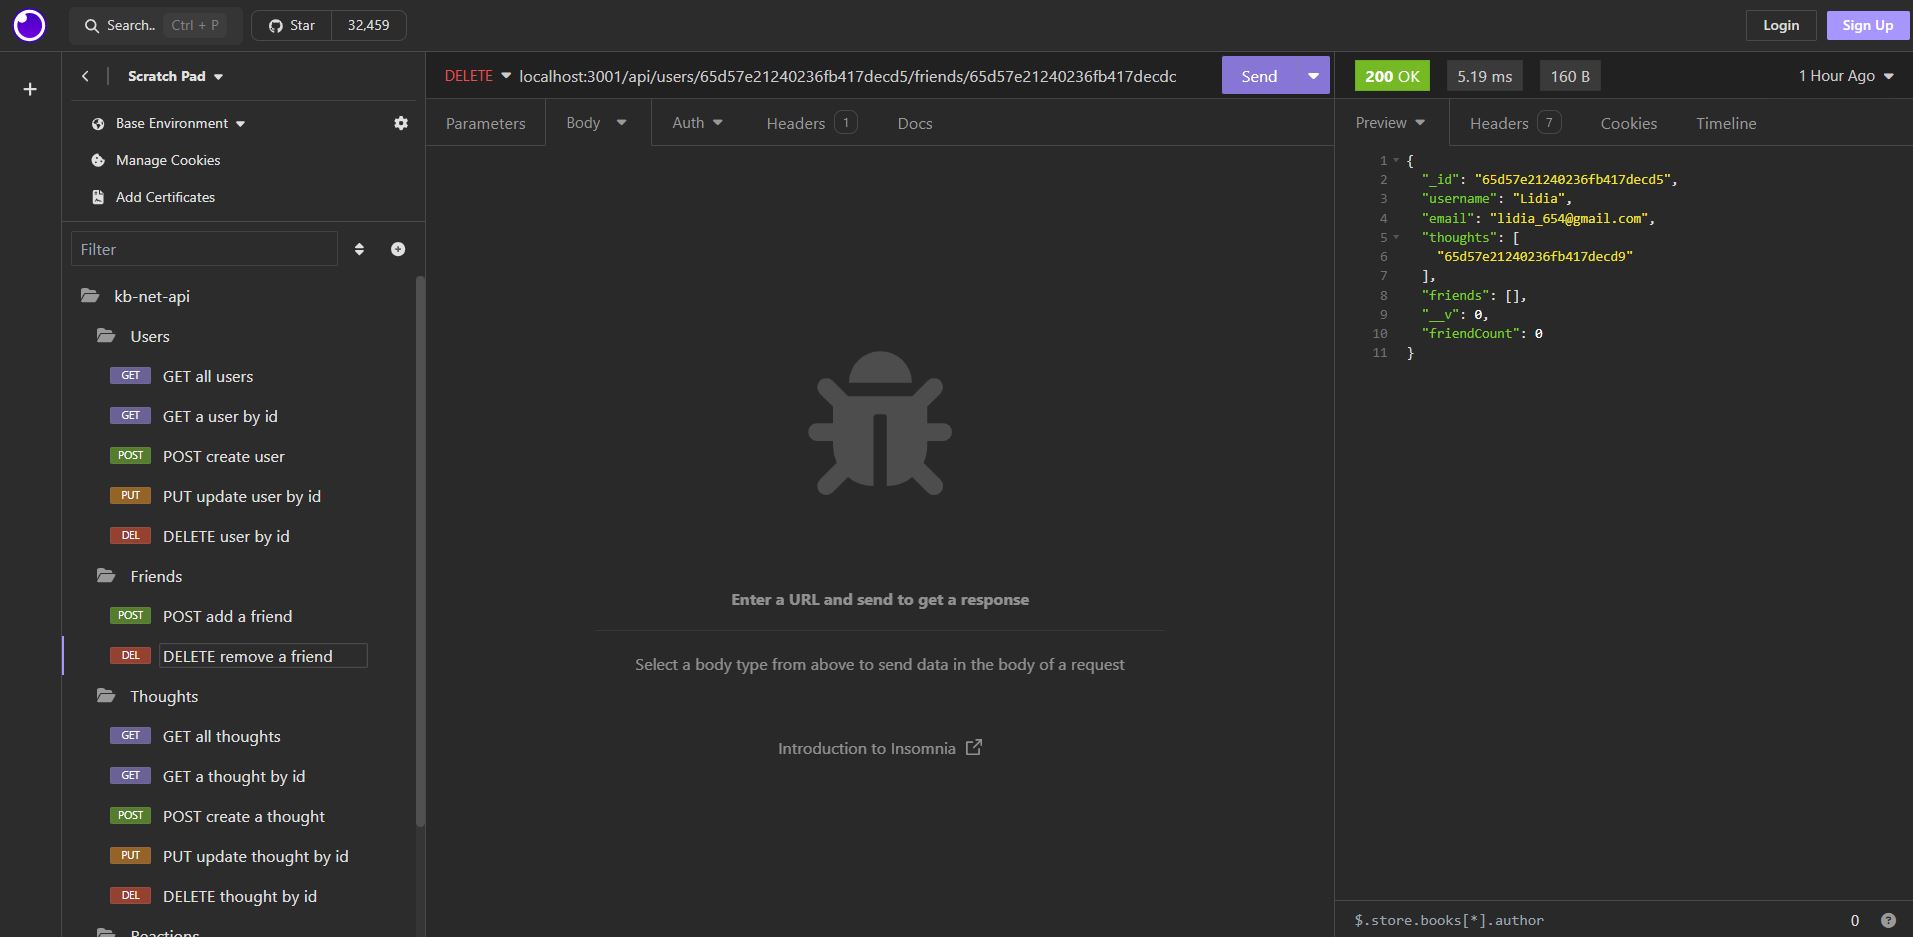 Search.. Ctrl + P
Star 32,459
Login
Sign Up
Scratch Pad
Base Environment
Manage Cookies
Add Certificates
Filter
kb-net-api
Users
GET GET all users
GET GET a user by id
POST POST create user
PUT PUT update user by id
DEL DELETE user by id
Friends
POST POST add a friend
DEL DELETE remove a friend
Thoughts
GET GET all thoughts
GET GET a thought by id
POST POST create a thought
PUT PUT update thought by id
DEL DELETE thought by id
Reactions
DELETE localhost:3001/api/users/65d57e21240236fb417decd5/friends/65d57e21240236fb417decdc
Send
Parameters Body Auth Headers 1 Docs
Enter a URL and send to get a response
Select a body type from above to send data in the body of a request
Introduction to Insomnia
200 OK 5.19 ms 160 B 1 Hour Ago
Preview Headers 7 Cookies Timeline
1 {
2 "_id": "65d57e21240236fb417decd5",
3 "username": "Lidia",
4 "email": "lidia_654@gmail.com",
5 "thoughts": [
6 "65d57e21240236fb417decd9"
7 ],
8 "friends": [],
9 "__v": 0,
10 "friendCount": 0
11 }
$.store.books[*].author 0 ?